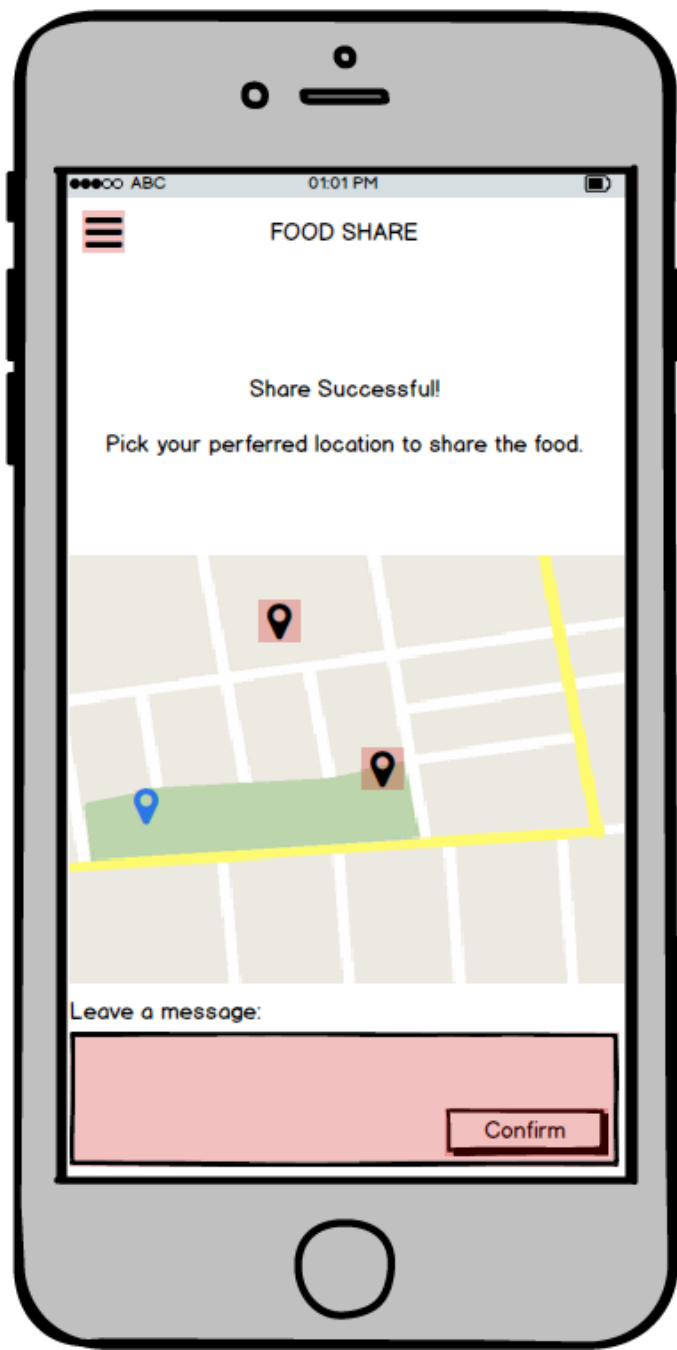 ABC 01:01 PM
FOOD SHARE
Share Successful!
Pick your perferred location to share the food.
Leave a message:
Confirm